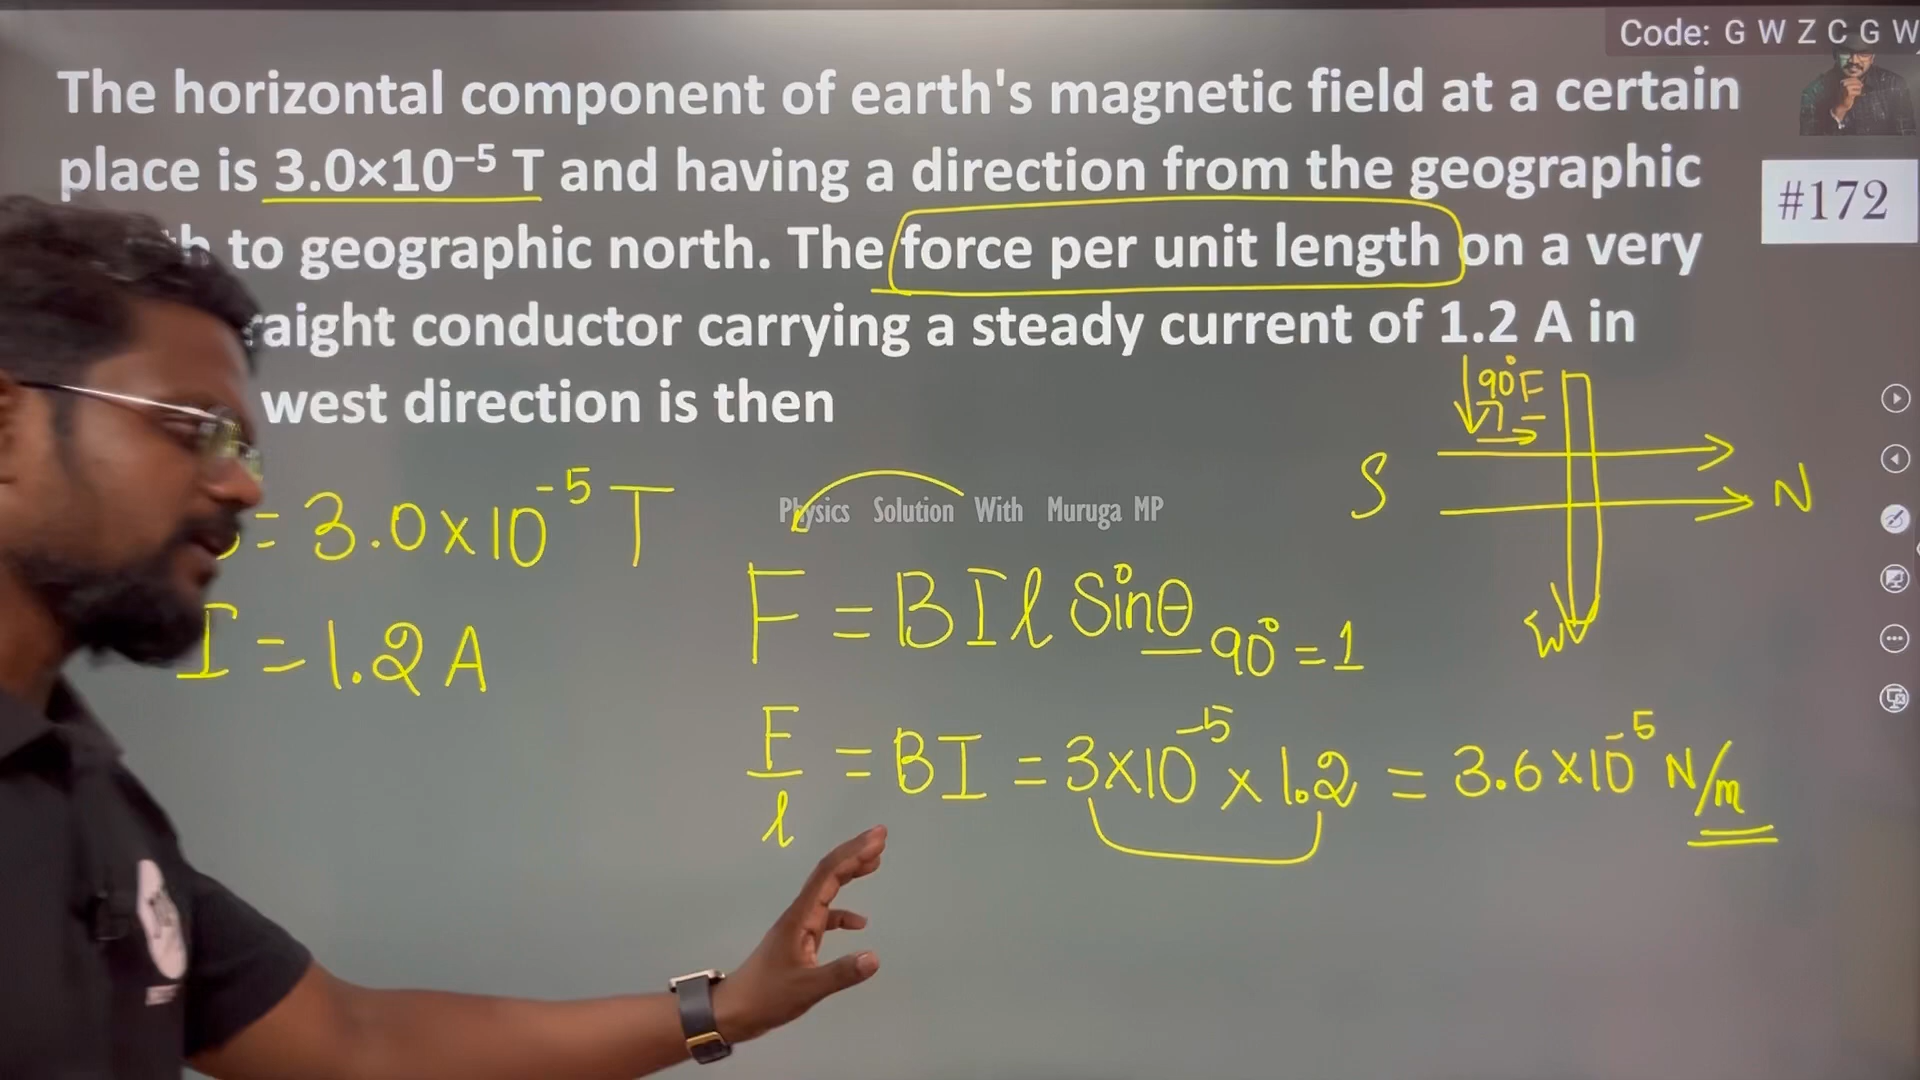 Code: G W Z C G W
The horizontal component of earth's magnetic field at a certain
place is 3.0×10⁻⁵ T and having a direction from the geographic
#172
to geographic north. The force per unit length on a very
conductor carrying a steady current of 1.2 A in
west direction is then
90° F
S
N
W
= 3.0×10⁻⁵ T
Physics Solution With Muruga MP
F = BIl Sinθ
90° = 1
I = 1.2 A
F/l = BI = 3×10⁻⁵ × 1.2 = 3.6×10⁻⁵ N/m